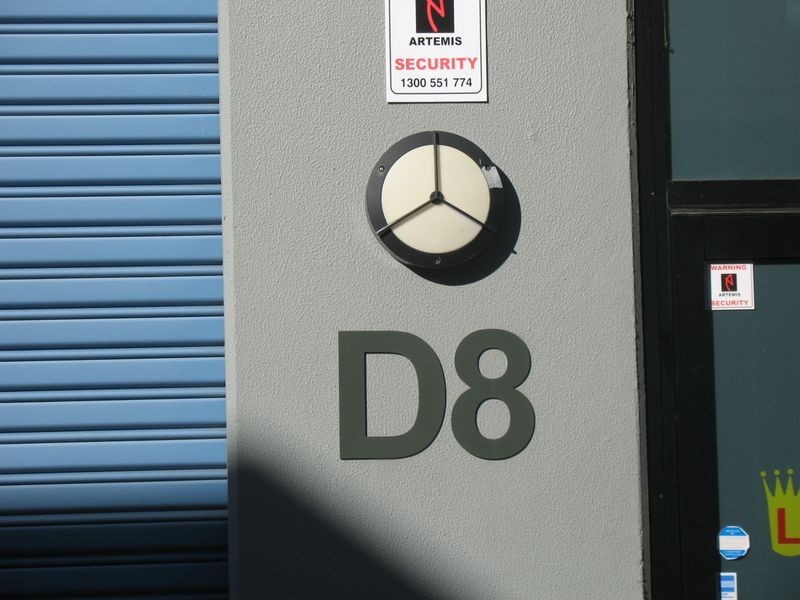 ARTEMIS
SECURITY
1300 551 774
D8
WARNING
ARTEMIS
SECURITY
L